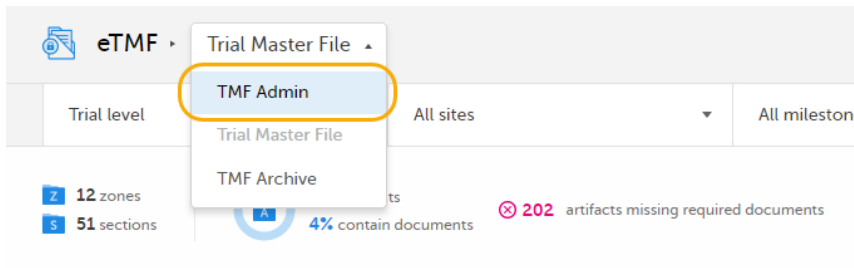 eTMF ▸ Trial Master File ▴
TMF Admin
Trial level
All sites
All mileston
Trial Master File
TMF Archive
Z 12 zones
ts
202 artifacts missing required documents
S 51 sections
A
4% contain documents